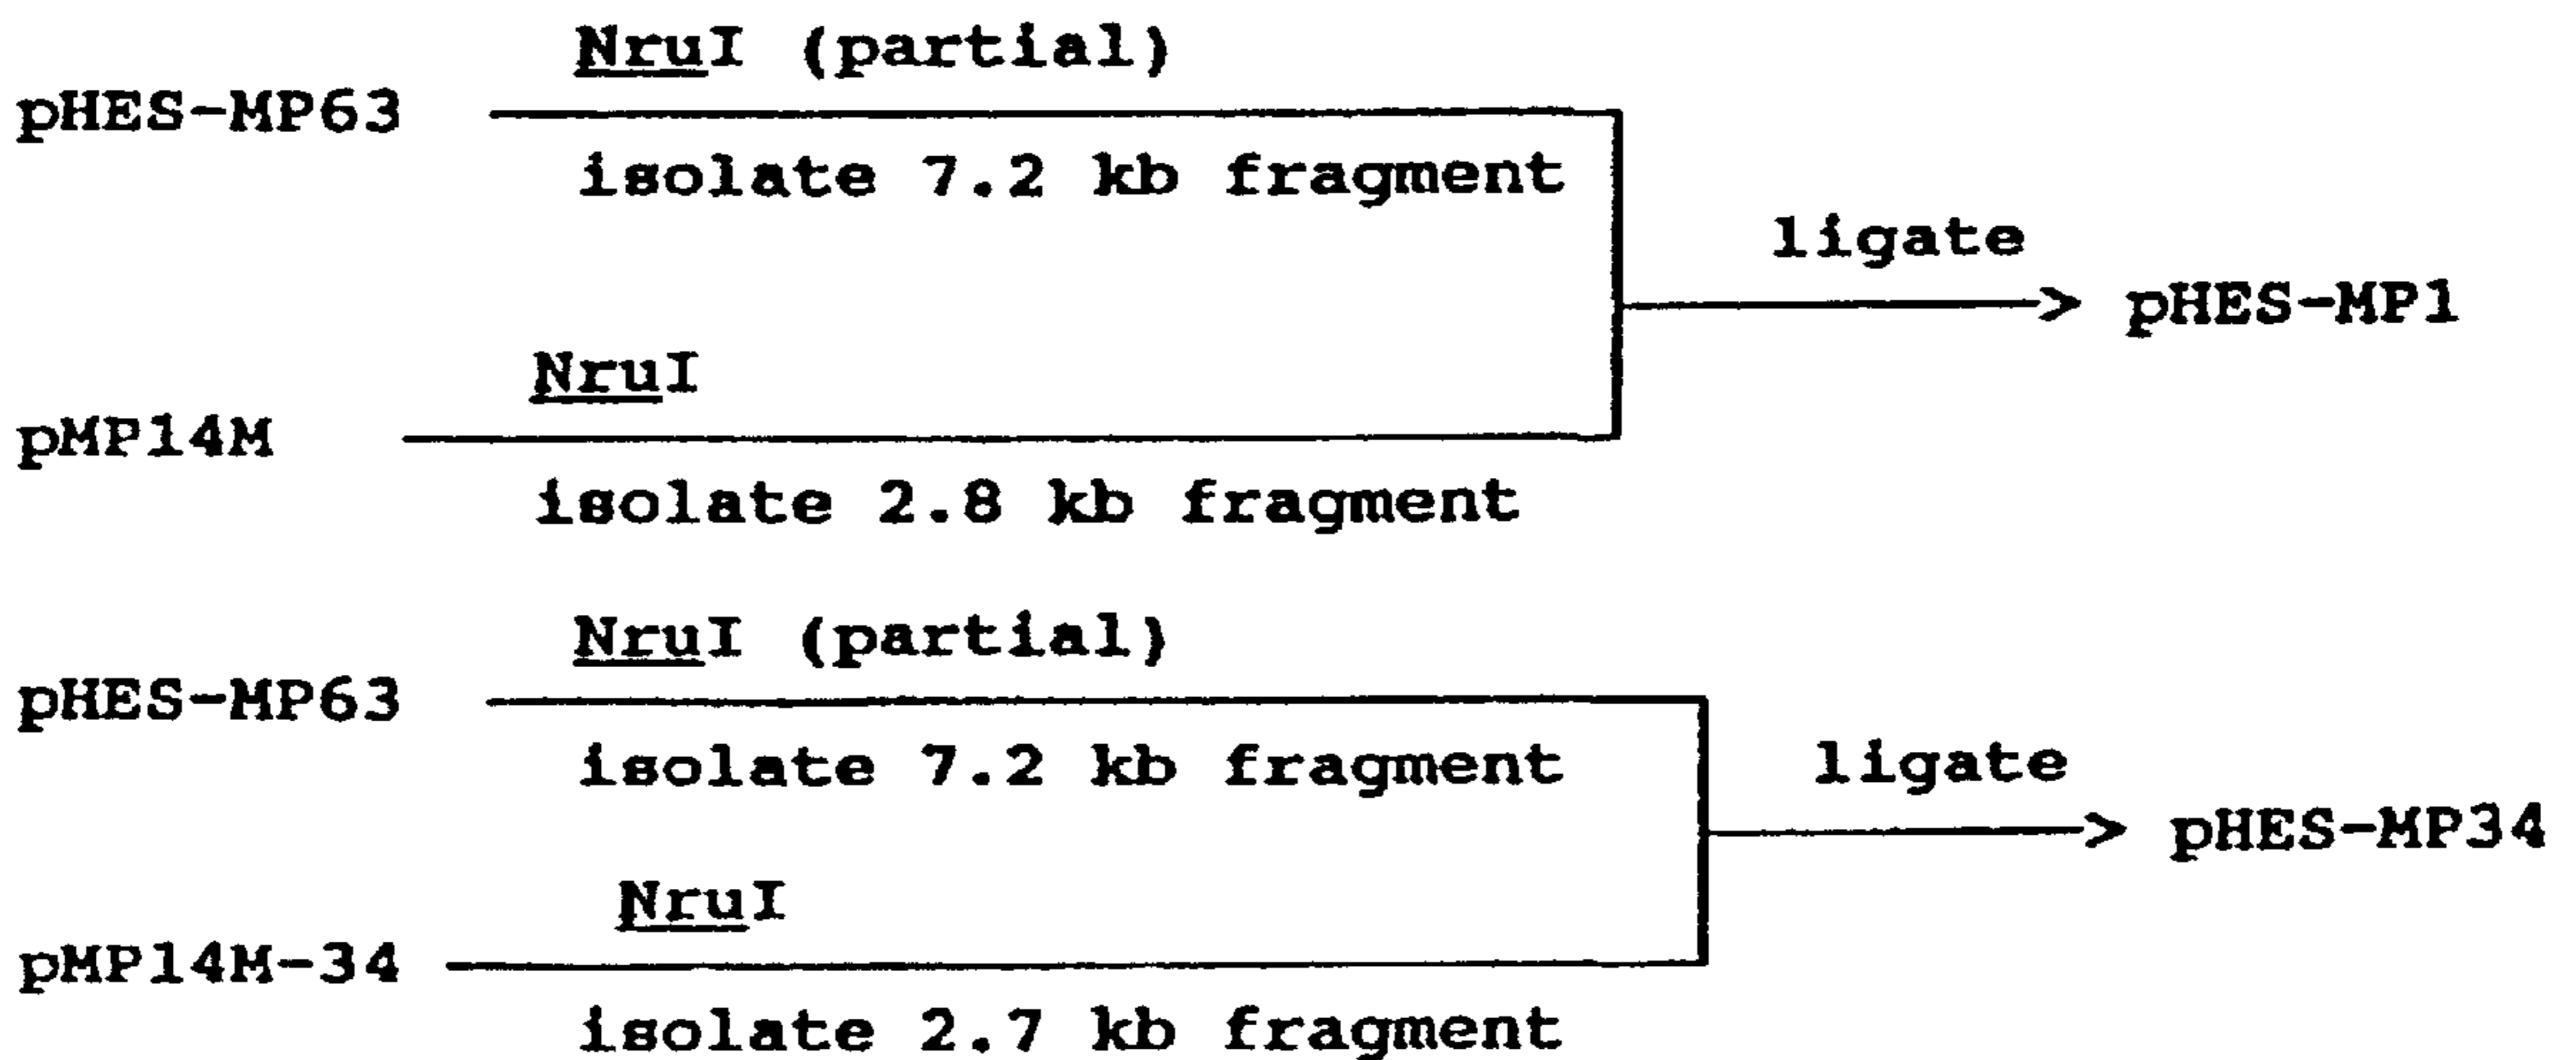 NruI (partial)
pHES-MP63
isolate 7.2 kb fragment
ligate
pHES-MP1
NruI
pMP14M
isolate 2.8 kb fragment
NruI (partial)
pHES-MP63
isolate 7.2 kb fragment
ligate
pHES-MP34
NruI
pMP14M-34
isolate 2.7 kb fragment